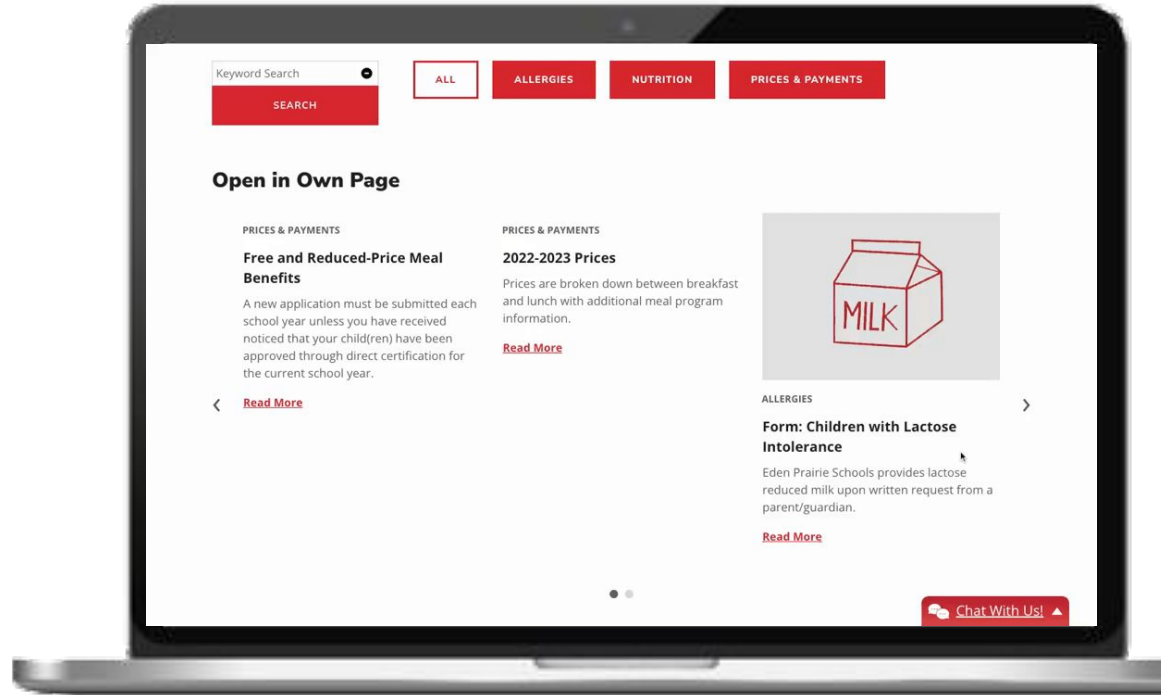 Keyword Search
SEARCH
ALL
ALLERGIES
NUTRITION
PRICES & PAYMENTS
Open in Own Page
PRICES & PAYMENTS
Free and Reduced-Price Meal
Benefits
A new application must be submitted each
school year unless you have received
noticed that your child(ren) have been
approved through direct certification for
the current school year.
Read More
PRICES & PAYMENTS
2022-2023 Prices
Prices are broken down between breakfast
and lunch with additional meal program
information.
Read More
MILK
ALLERGIES
Form: Children with Lactose
Intolerance
Eden Prairie Schools provides lactose
reduced milk upon written request from a
parent/guardian.
Read More
Chat With Us!